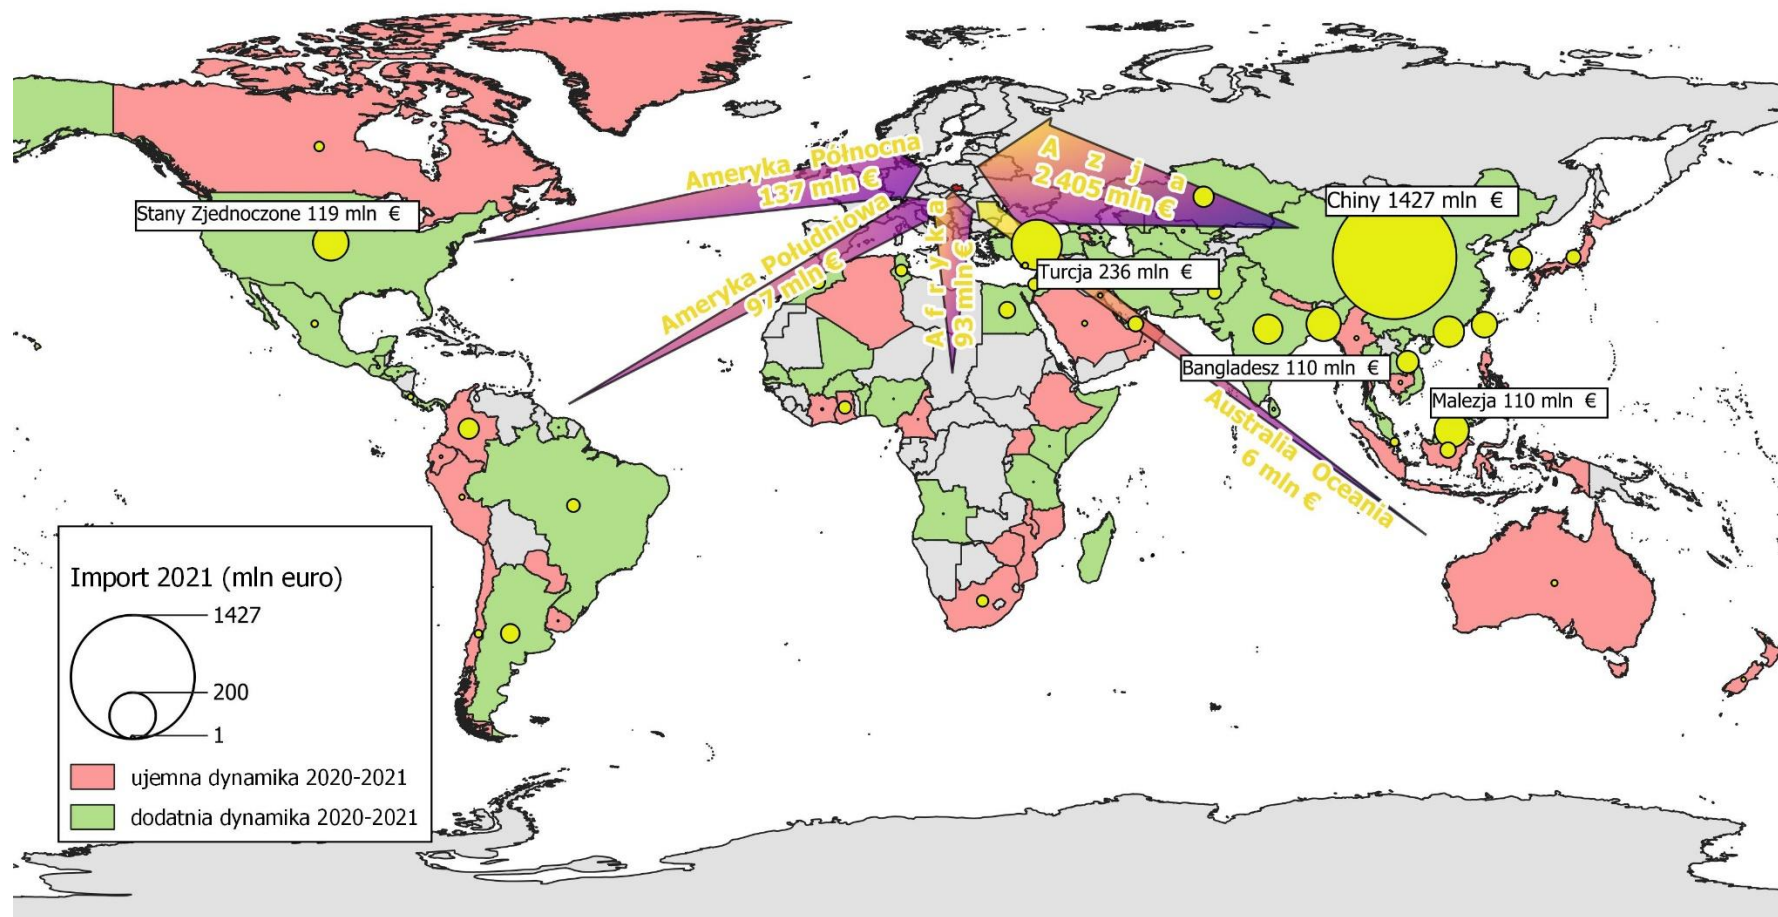 Ameryka Północna
137 mln €
A z j a
2 405 mln €
Stany Zjednoczone 119 mln €
Chiny 1427 mln €
Ameryka Południowa
97 mln €
Afryka
93 mln €
Turcja 236 mln €
Bangladesz 110 mln €
Malezja 110 mln €
Australia Oceania
6 mln €
Import 2021 (mln euro)
1427
200
1
ujemna dynamika 2020-2021
dodatnia dynamika 2020-2021